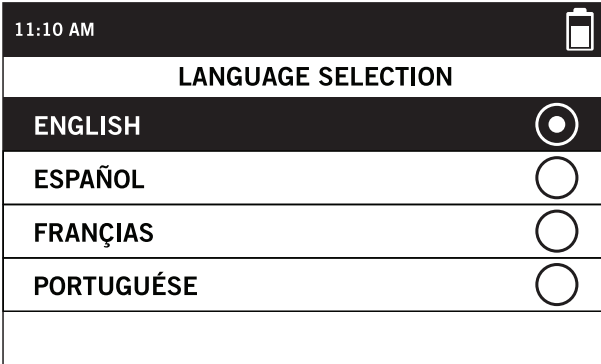 11:10 AM
LANGUAGE SELECTION
ENGLISH
ESPAÑOL
FRANÇIAS
PORTUGUÉSE